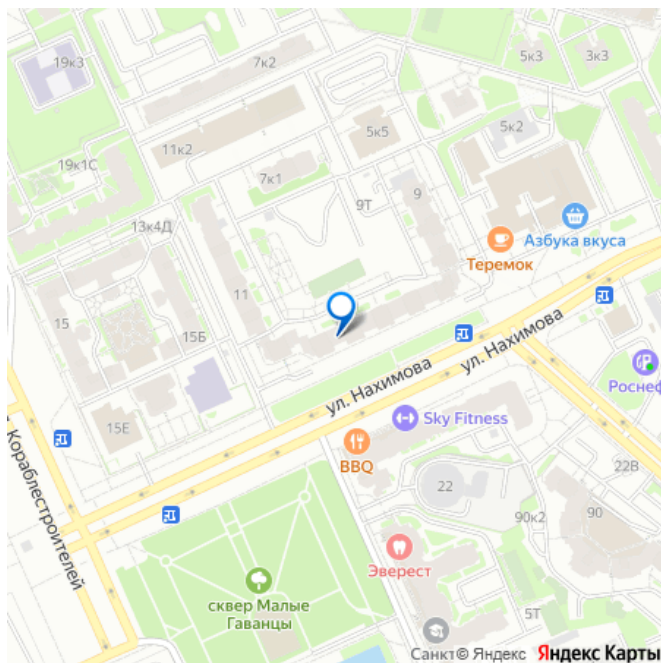 19к3
7к2
5к3
3к3
5к5
5к2
11к2
19к1С
7к1
9
9Т
13к4Д
Азбука вкуса
Теремок
11
15
15Б
ул. Нахимова
ул. Нахимова
Роснеф
15Е
Sky Fitness
BBQ
Кораблестроителей
22
22В
90к2
90
Эверест
сквер Малые
Гаванцы
5Т
Санкт© Яндекс Яндекс Карты